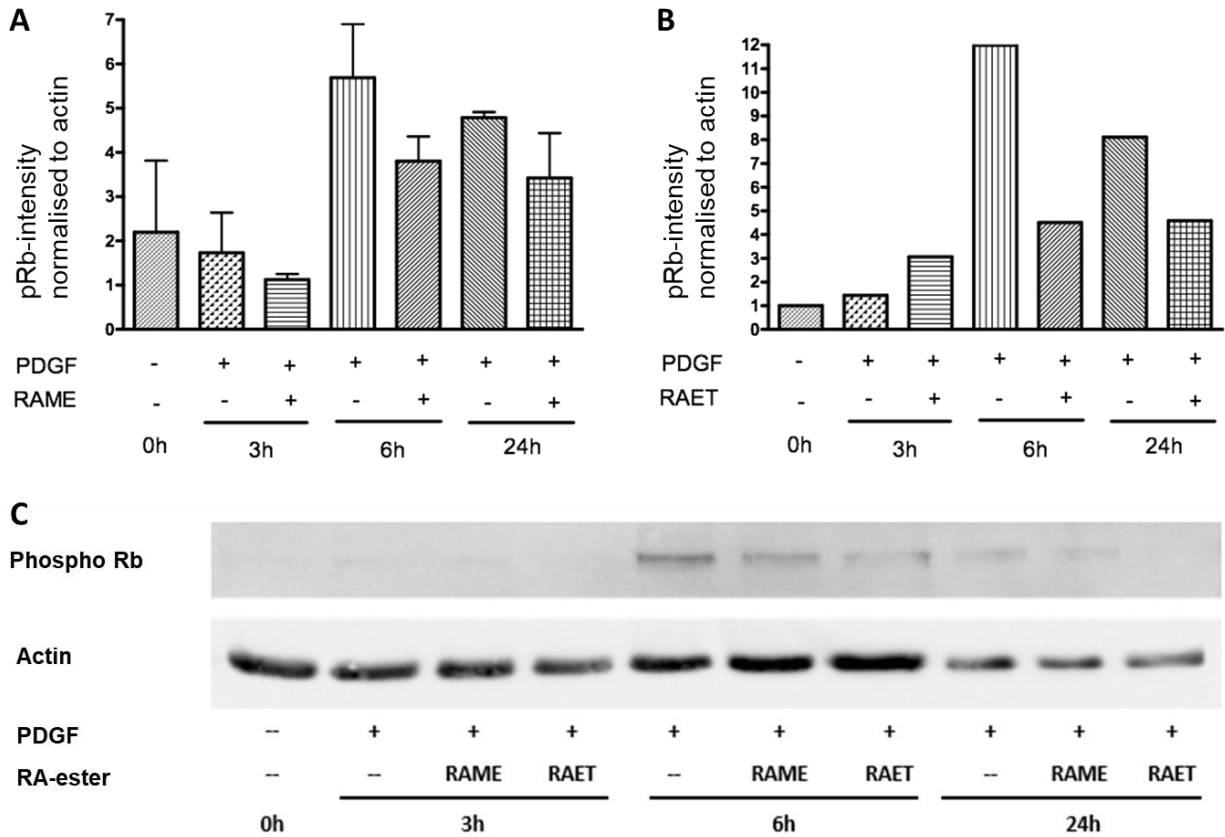 A
pRb-intensity
normalised to actin
7
6
5
4
3
2
1
0
PDGF - + + + + + +
RAME - - + - + - +
0h 3h 6h 24h
B
pRb-intensity
normalised to actin
12
11
10
9
8
7
6
5
4
3
2
1
0
PDGF - + + + + + +
RAET - - + - + - +
0h 3h 6h 24h
C
Phospho Rb
Actin
PDGF -- + + + + + + + + +
RA-ester -- -- RAME RAET -- RAME RAET -- RAME RAET
0h 3h 6h 24h